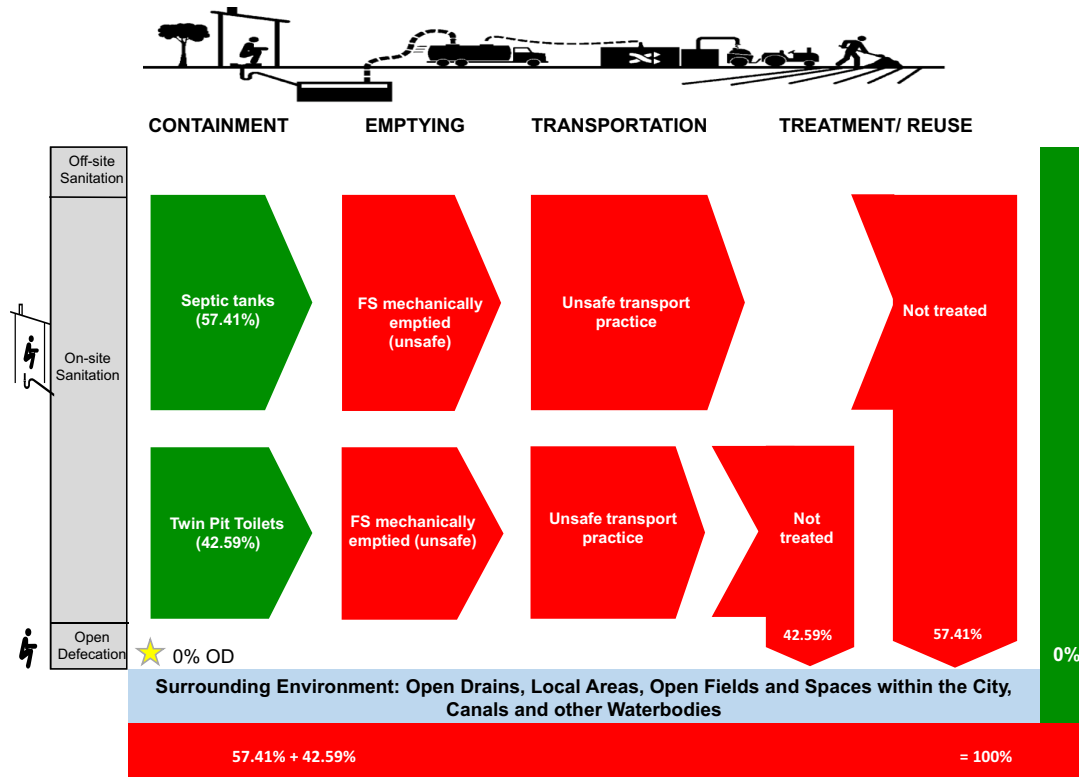 CONTAINMENT
EMPTYING
TRANSPORTATION
TREATMENT/ REUSE
Off-site
Sanitation
On-site
Sanitation
Open
Defecation
Septic tanks
(57.41%)
FS mechanically
emptied
(unsafe)
Unsafe transport
practice
Not treated
Twin Pit Toilets
(42.59%)
FS mechanically
emptied (unsafe)
Unsafe transport
practice
Not
treated
42.59%
57.41%
0% OD
0%
Surrounding Environment: Open Drains, Local Areas, Open Fields and Spaces within the City,
Canals and other Waterbodies
57.41% + 42.59%
= 100%